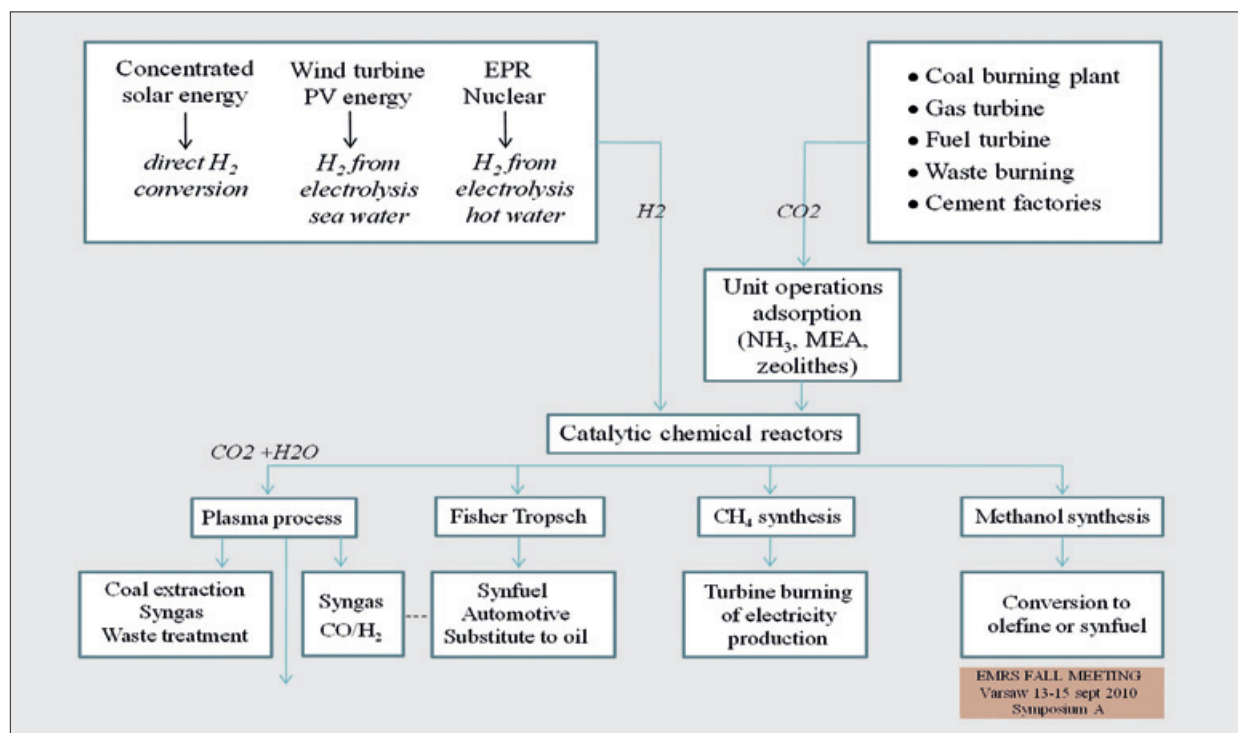 Concentrated
solar energy
direct H₂
conversion
Wind turbine
PV energy
H₂ from
electrolysis
sea water
EPR
Nuclear
H₂ from
electrolysis
hot water
● Coal burning plant
● Gas turbine
● Fuel turbine
● Waste burning
● Cement factories
H2
CO2
Unit operations
adsorption
(NH₃, MEA,
zeolithes)
Catalytic chemical reactors
CO2 +H2O
Plasma process
Fisher Tropsch
CH₄ synthesis
Methanol synthesis
Coal extraction
Syngas
Waste treatment
Syngas
CO/H₂
Synfuel
Automotive
Substitute to oil
Turbine burning
of electricity
production
Conversion to
olefine or synfuel
EMRS FALL MEETING
Varsaw 13-15 sept 2010
Symposium A